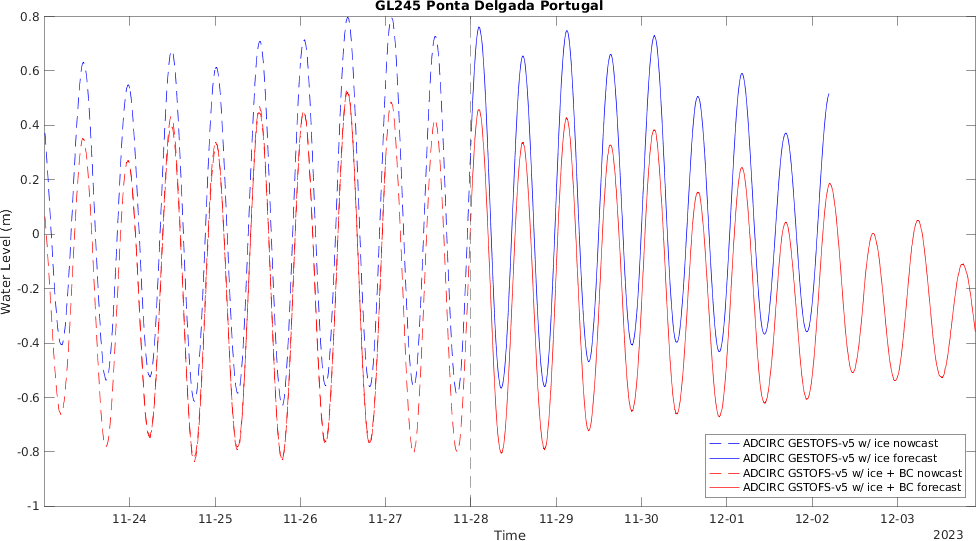 GL245 Ponta Delgada Portugal
0.8
0.6
0.4
0.2
0
-0.2
-0.4
-0.6
-0.8
-1
Water Level (m)
11-24 11-25 11-26 11-27 11-28 11-29 11-30 12-01 12-02 12-03
Time
2023
ADCIRC GESTOFS-v5 w/ ice nowcast
ADCIRC GESTOFS-v5 w/ ice forecast
ADCIRC GSTOFS-v5 w/ ice + BC nowcast
ADCIRC GSTOFS-v5 w/ ice + BC forecast